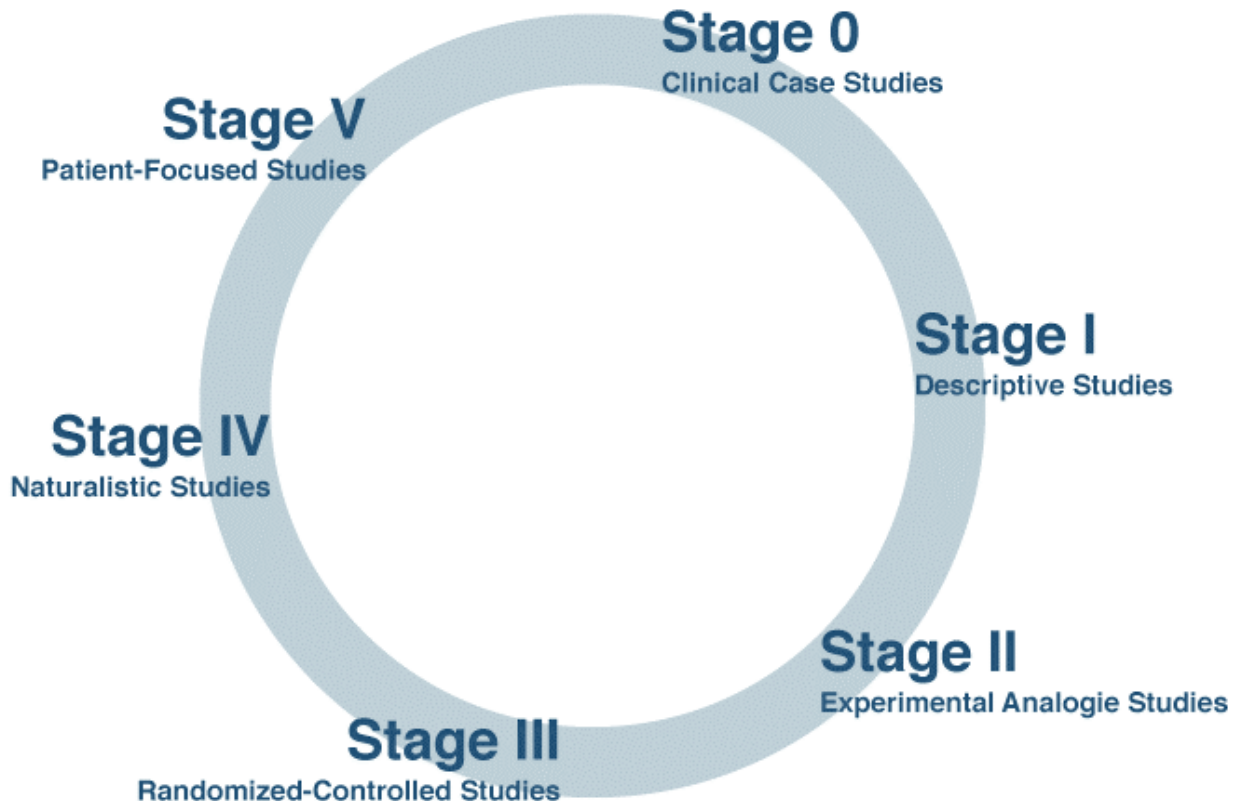 Stage 0
Clinical Case Studies
Stage I
Descriptive Studies
Stage II
Experimental Analogie Studies
Stage III
Randomized-Controlled Studies
Stage IV
Naturalistic Studies
Stage V
Patient-Focused Studies